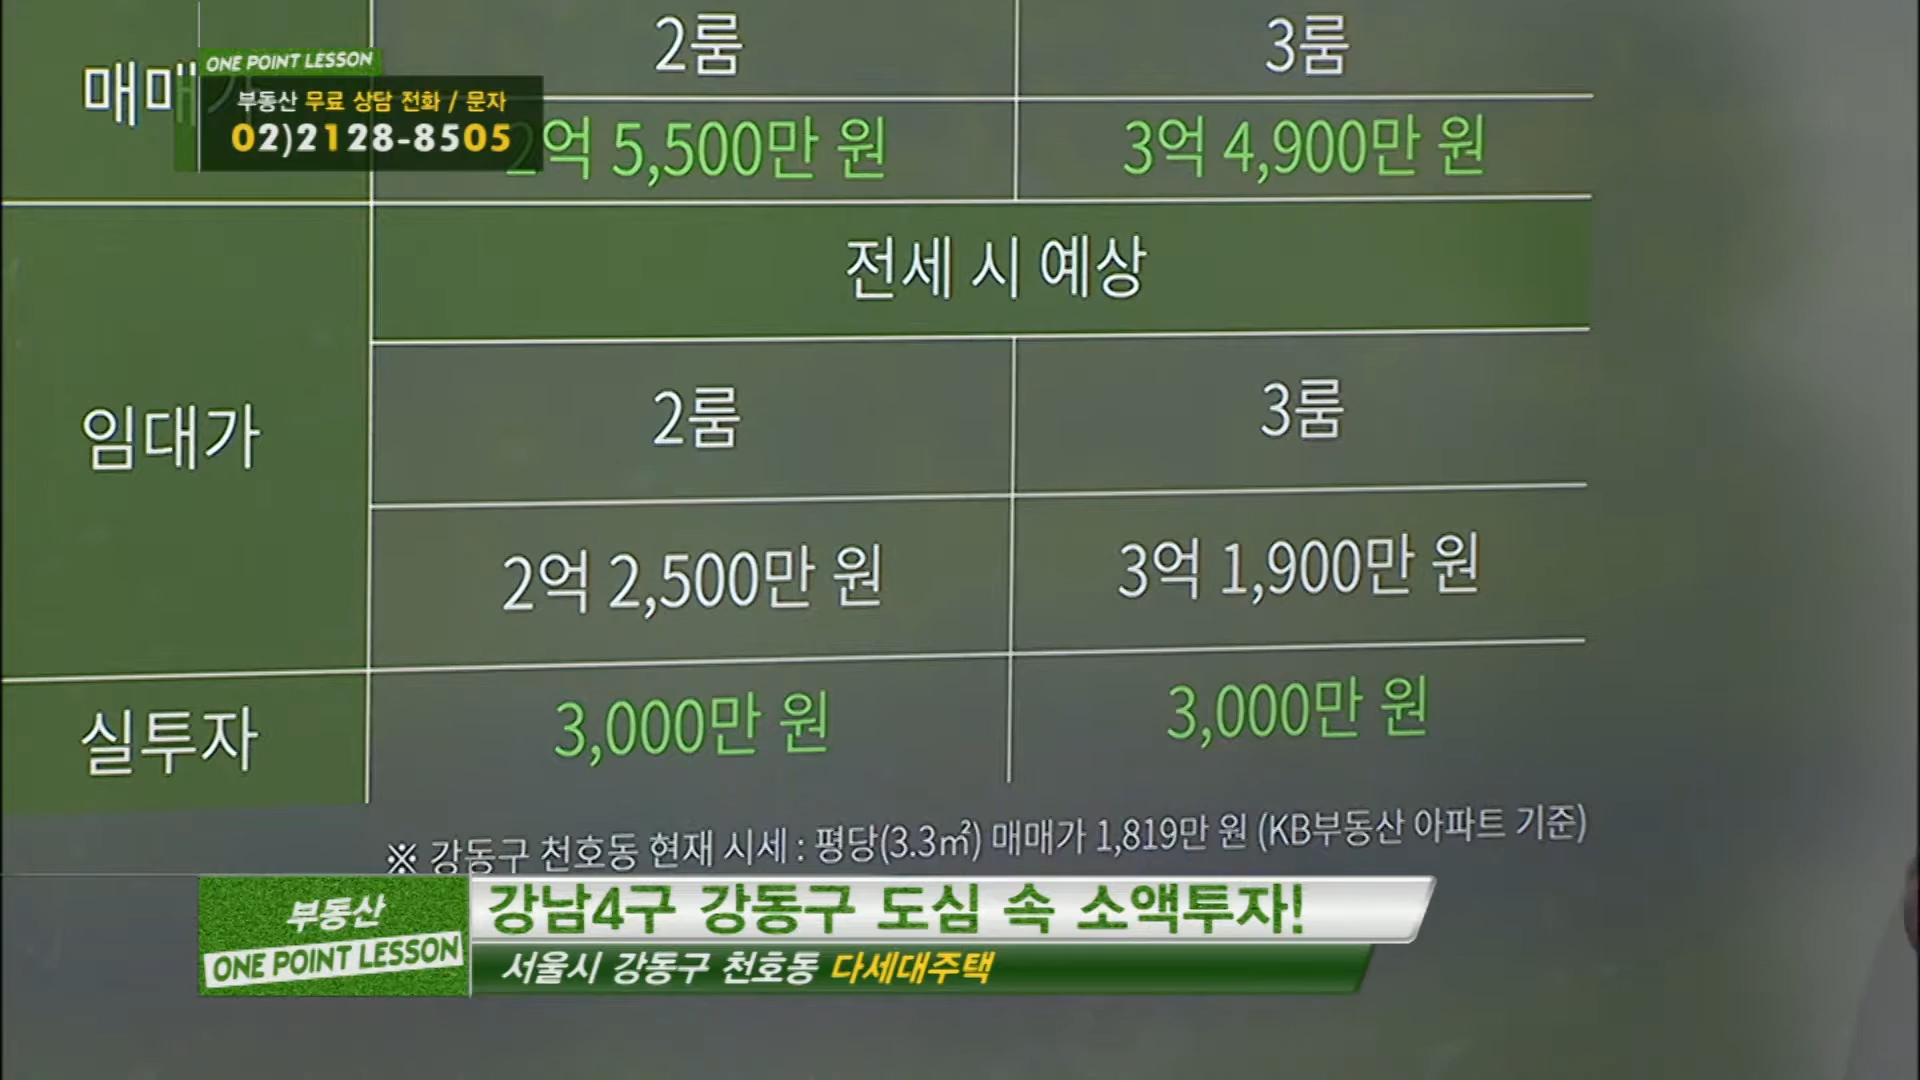 ONE POINT LESSON
부동산 무료 상담 전화 / 문자
02)2128-8505
매매가
2룸 3룸
2억 5,500만 원 3억 4,900만 원
전세 시 예상
임대가
2룸 3룸
2억 2,500만 원 3억 1,900만 원
실투자 3,000만 원 3,000만 원
※ 강동구 천호동 현재 시세 : 평당(3.3㎡) 매매가 1,819만 원 (KB부동산 아파트 기준)
부동산
ONE POINT LESSON
강남4구 강동구 도심 속 소액투자!
서울시 강동구 천호동 다세대주택